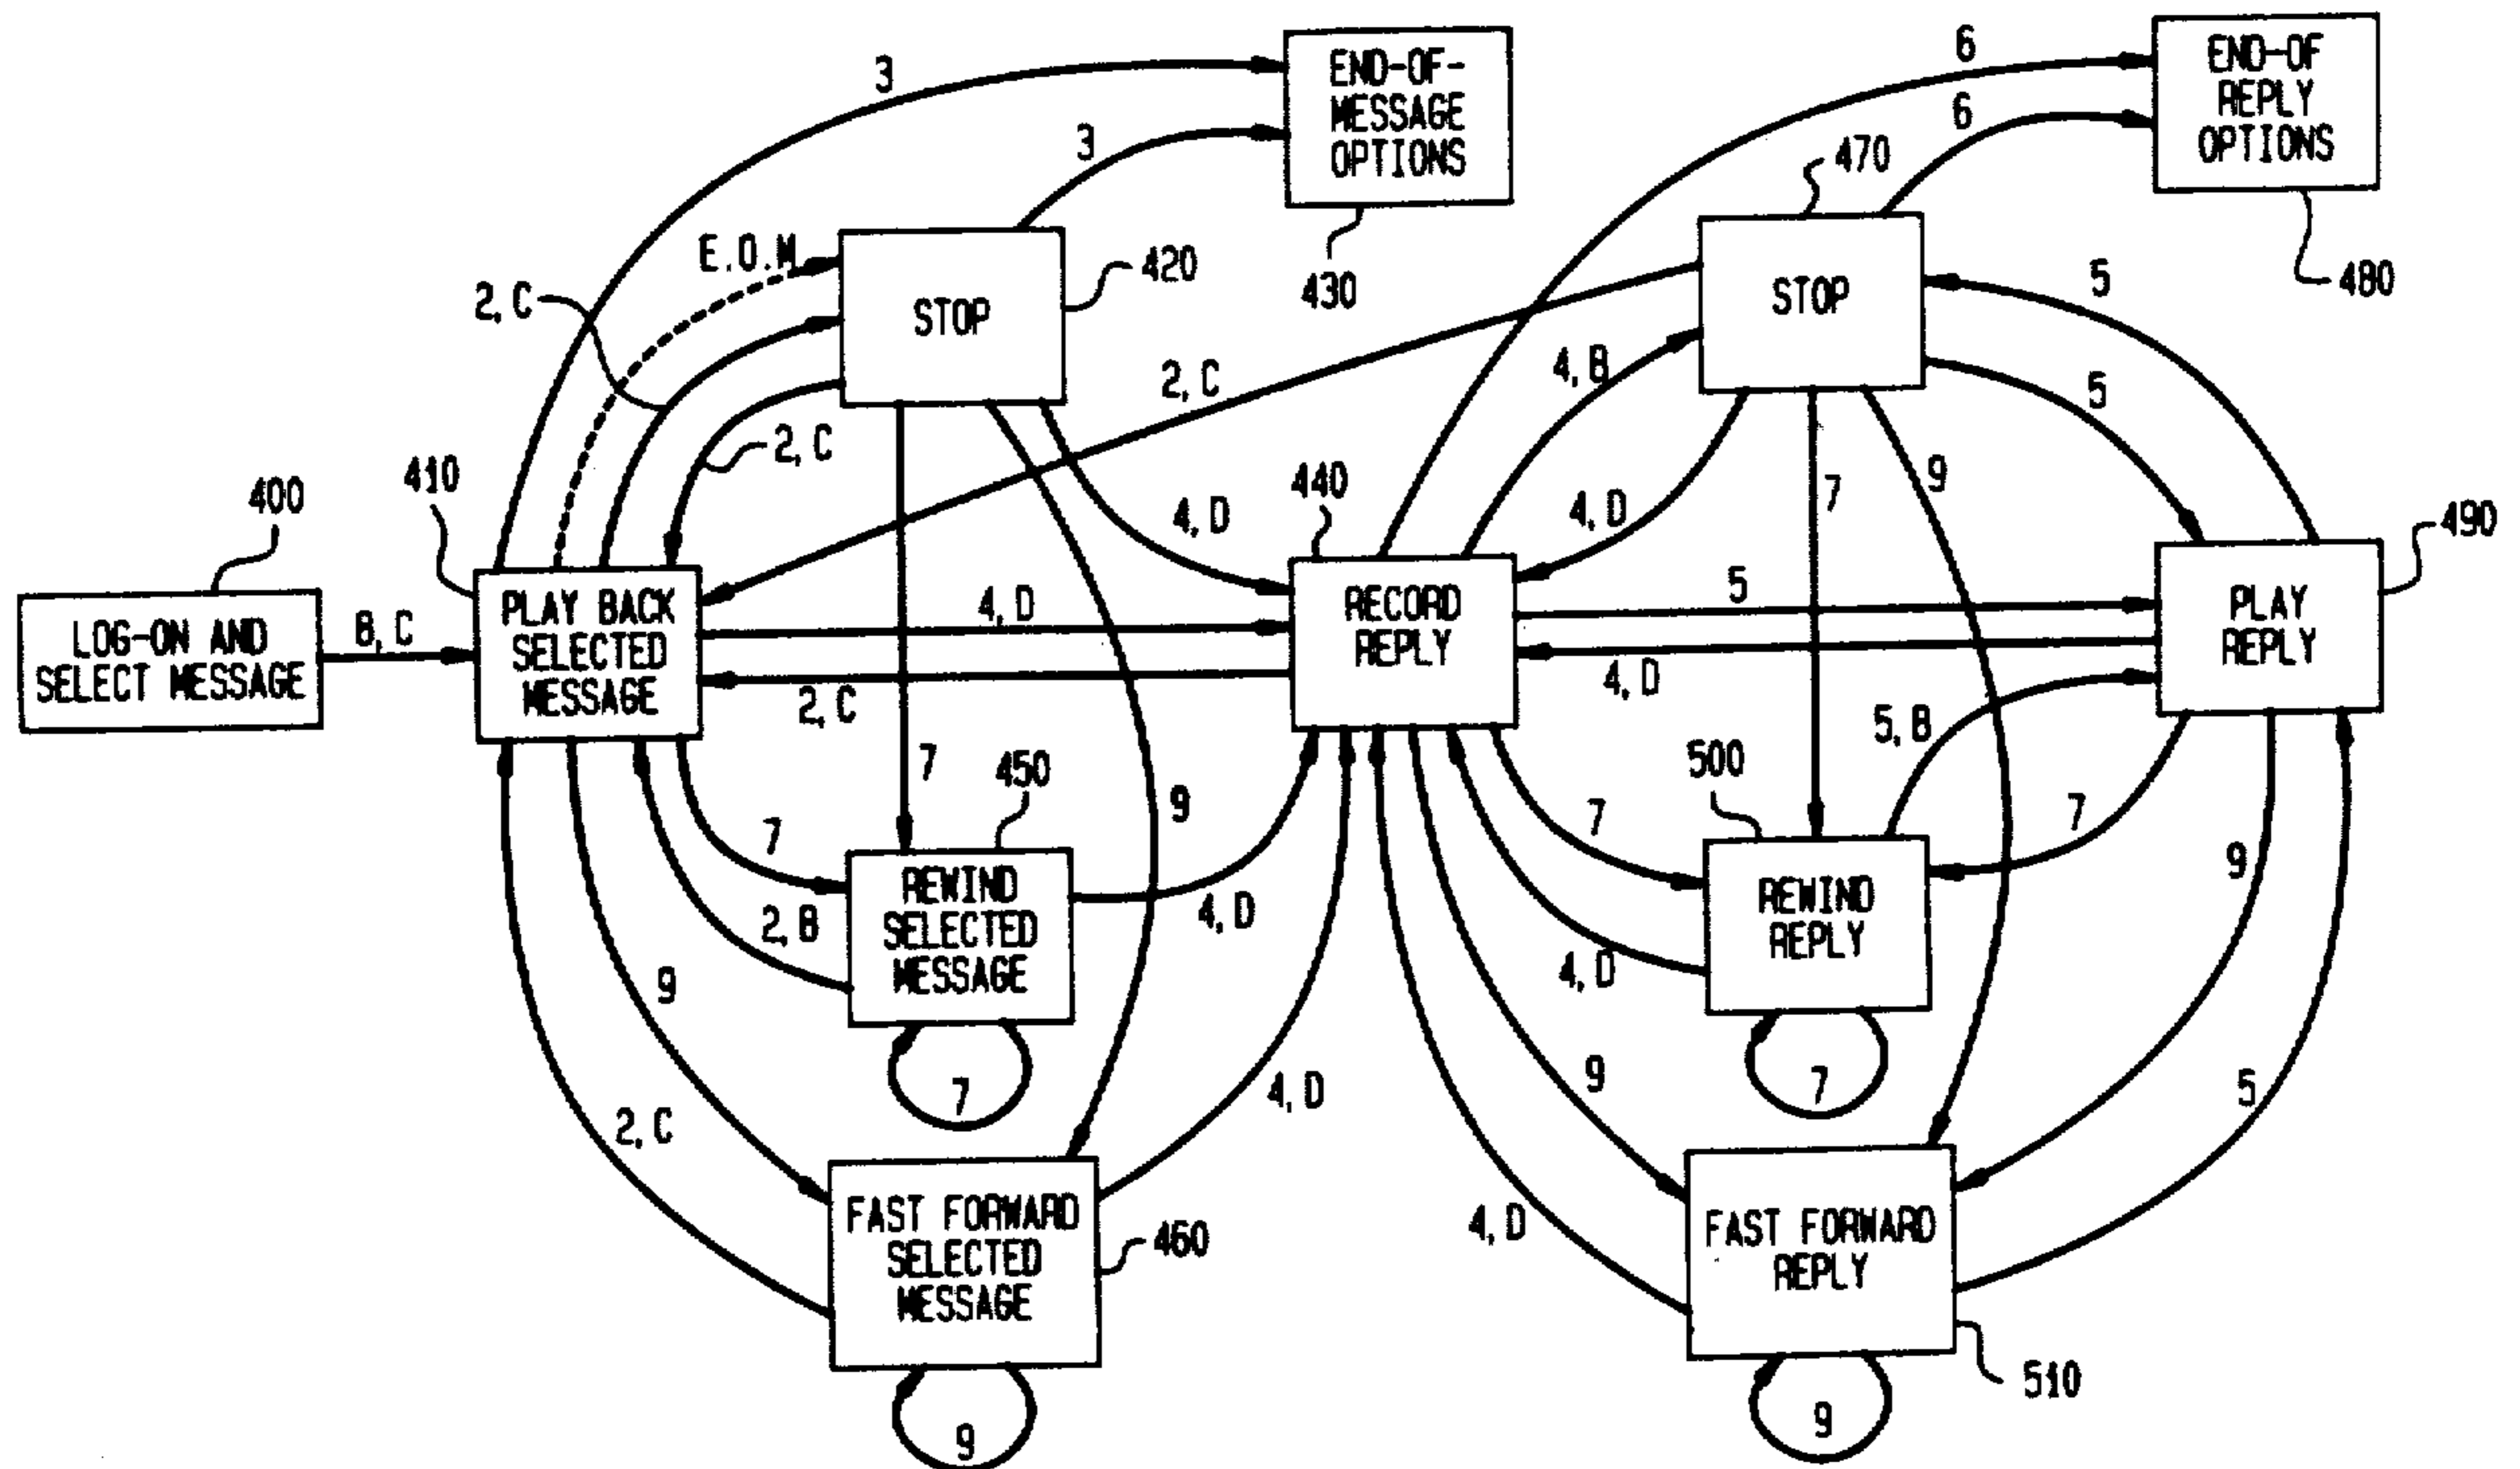 3
END-OF-
MESSAGE
OPTIONS
430
6
6
END-OF
REPLY
OPTIONS
480
E.O.M.
2,C
3
STOP
420
2,C
470
STOP
2,C
4,B
5
5
400
410
4,D
440
4,D
7
9
490
LOG-ON AND
SELECT MESSAGE
B,C
PLAY BACK
SELECTED
MESSAGE
4,D
2,C
RECORD
REPLY
5
4,D
PLAY
REPLY
7
450
9
500
5,B
7
2,B
REWIND
SELECTED
MESSAGE
4,D
7
4,D
REWIND
REPLY
7
9
9
2,C
7
4,D
9
7
5
FAST FORWARD
SELECTED
MESSAGE
460
4,D
FAST FORWARD
REPLY
510
9
9